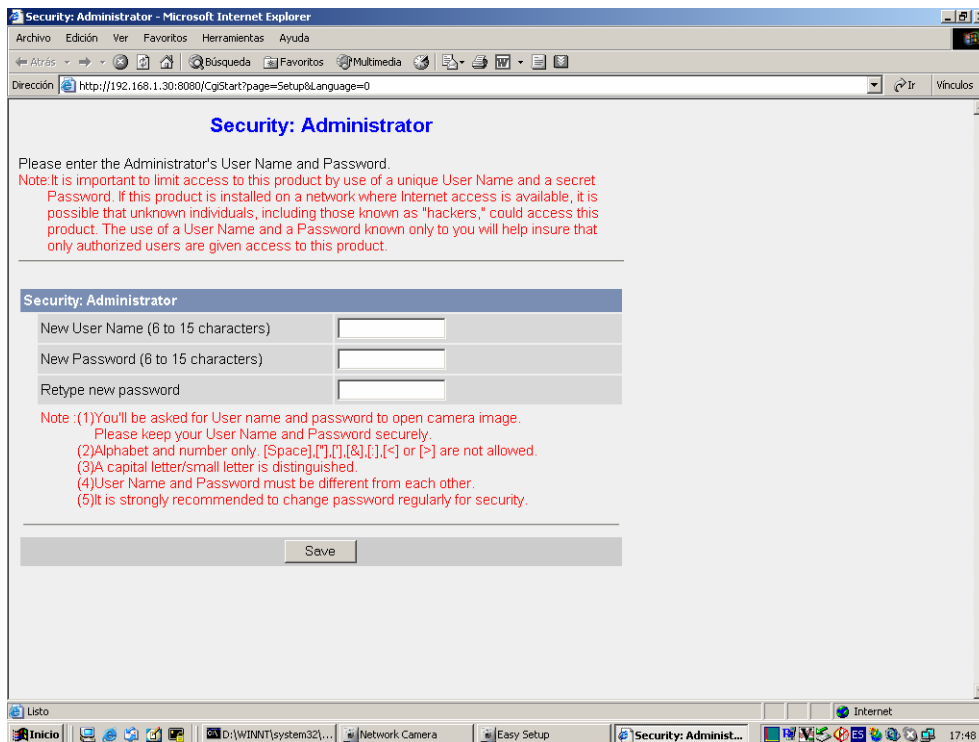 Security: Administrator - Microsoft Internet Explorer
Archivo Edición Ver Favoritos Herramientas Ayuda
Atrás Búsqueda Favoritos Multimedia
Dirección http://192.168.1.30:8080/CgiStart?page=Setup&Language=0 Ir Vínculos
Security: Administrator
Please enter the Administrator's User Name and Password.
Note:It is important to limit access to this product by use of a unique User Name and a secret
Password. If this product is installed on a network where Internet access is available, it is
possible that unknown individuals, including those known as "hackers," could access this
product. The use of a User Name and a Password known only to you will help insure that
only authorized users are given access to this product.
Security: Administrator
New User Name (6 to 15 characters)
New Password (6 to 15 characters)
Retype new password
Note :(1)You'll be asked for User name and password to open camera image.
Please keep your User Name and Password securely.
(2)Alphabet and number only. [Space],["],['],[&],[:],[<] or [>] are not allowed.
(3)A capital letter/small letter is distinguished.
(4)User Name and Password must be different from each other.
(5)It is strongly recommended to change password regularly for security.
Save
Listo Internet
Inicio D:\WINNT\system32\... Network Camera Easy Setup Security: Administ... ES